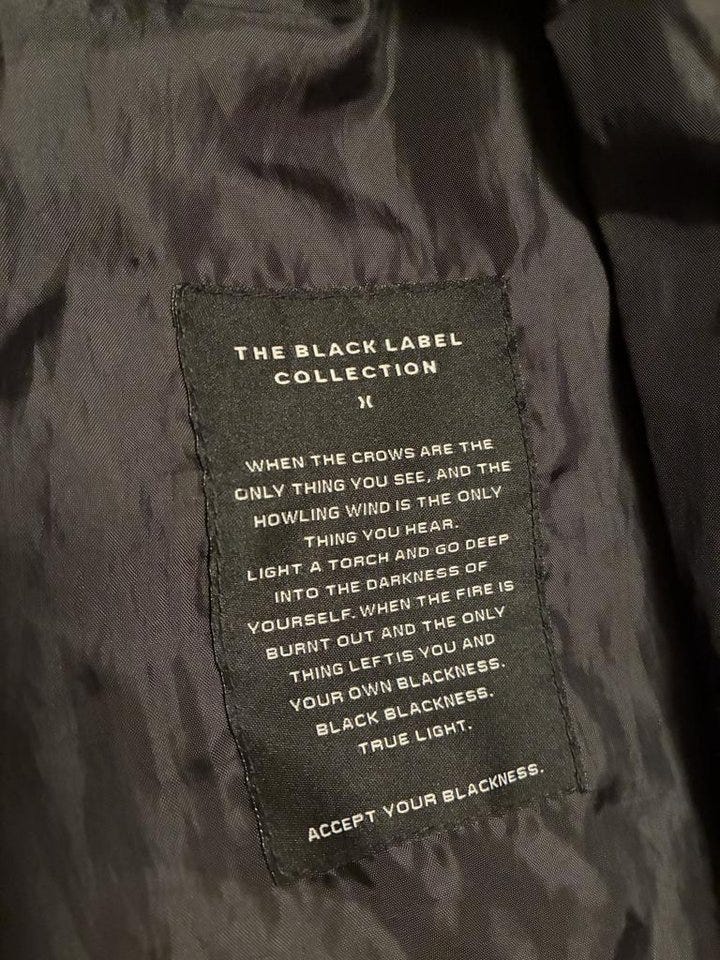 THE BLACK LABEL
COLLECTION
WHEN THE CROWS ARE THE
ONLY THING YOU SEE, AND THE
HOWLING WIND IS THE ONLY
THING YOU HEAR.
LIGHT A TORCH AND GO DEEP
INTO THE DARKNESS OF
YOURSELF. WHEN THE FIRE IS
BURNT OUT AND THE ONLY
THING LEFTIS YOU AND
YOUR OWN BLACKNESS.
BLACK BLACKNESS.
TRUE LIGHT.
ACCEPT YOUR BLACKNESS.